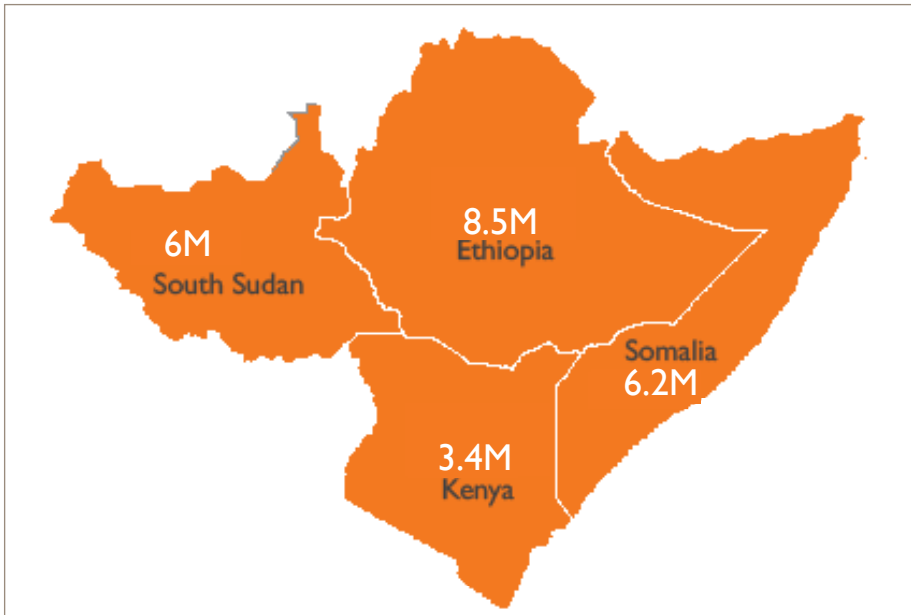 8.5M
Ethiopia
6M
South Sudan
Somalia
6.2M
3.4M
Kenya